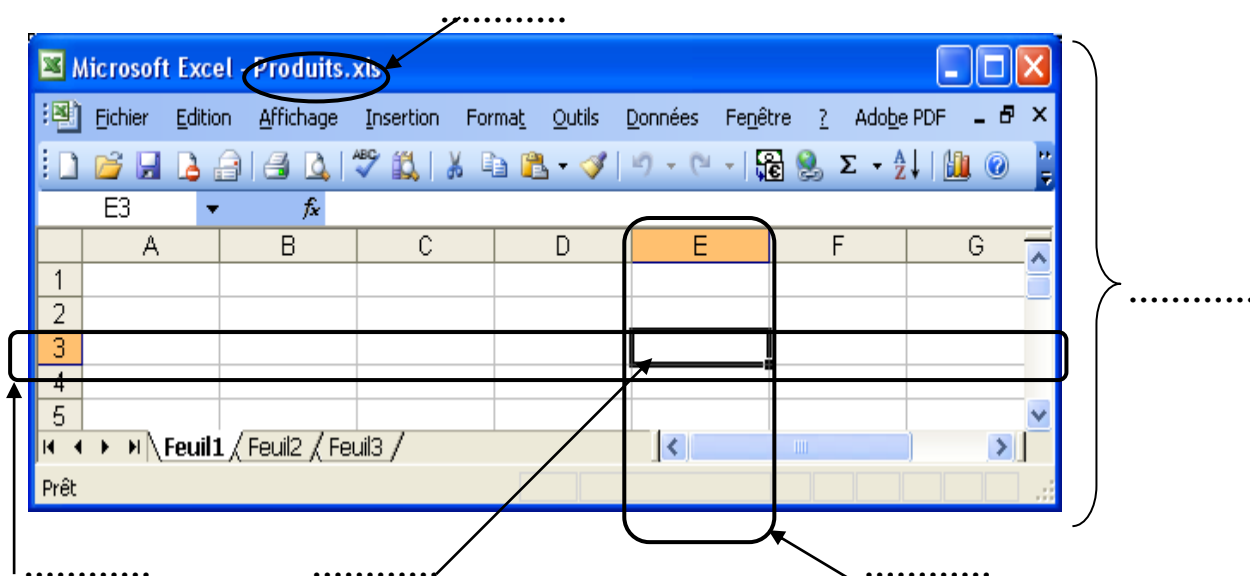 ............
Microsoft Excel - Produits.xls
Fichier Edition Affichage Insertion Format Outils Données Fenêtre ? Adobe PDF
ABC Σ A Z
E3 fx
A B C D E F G
1
2
............
3
4
5
Feuil1 Feuil2 Feuil3
Prêt
............ ............ ............